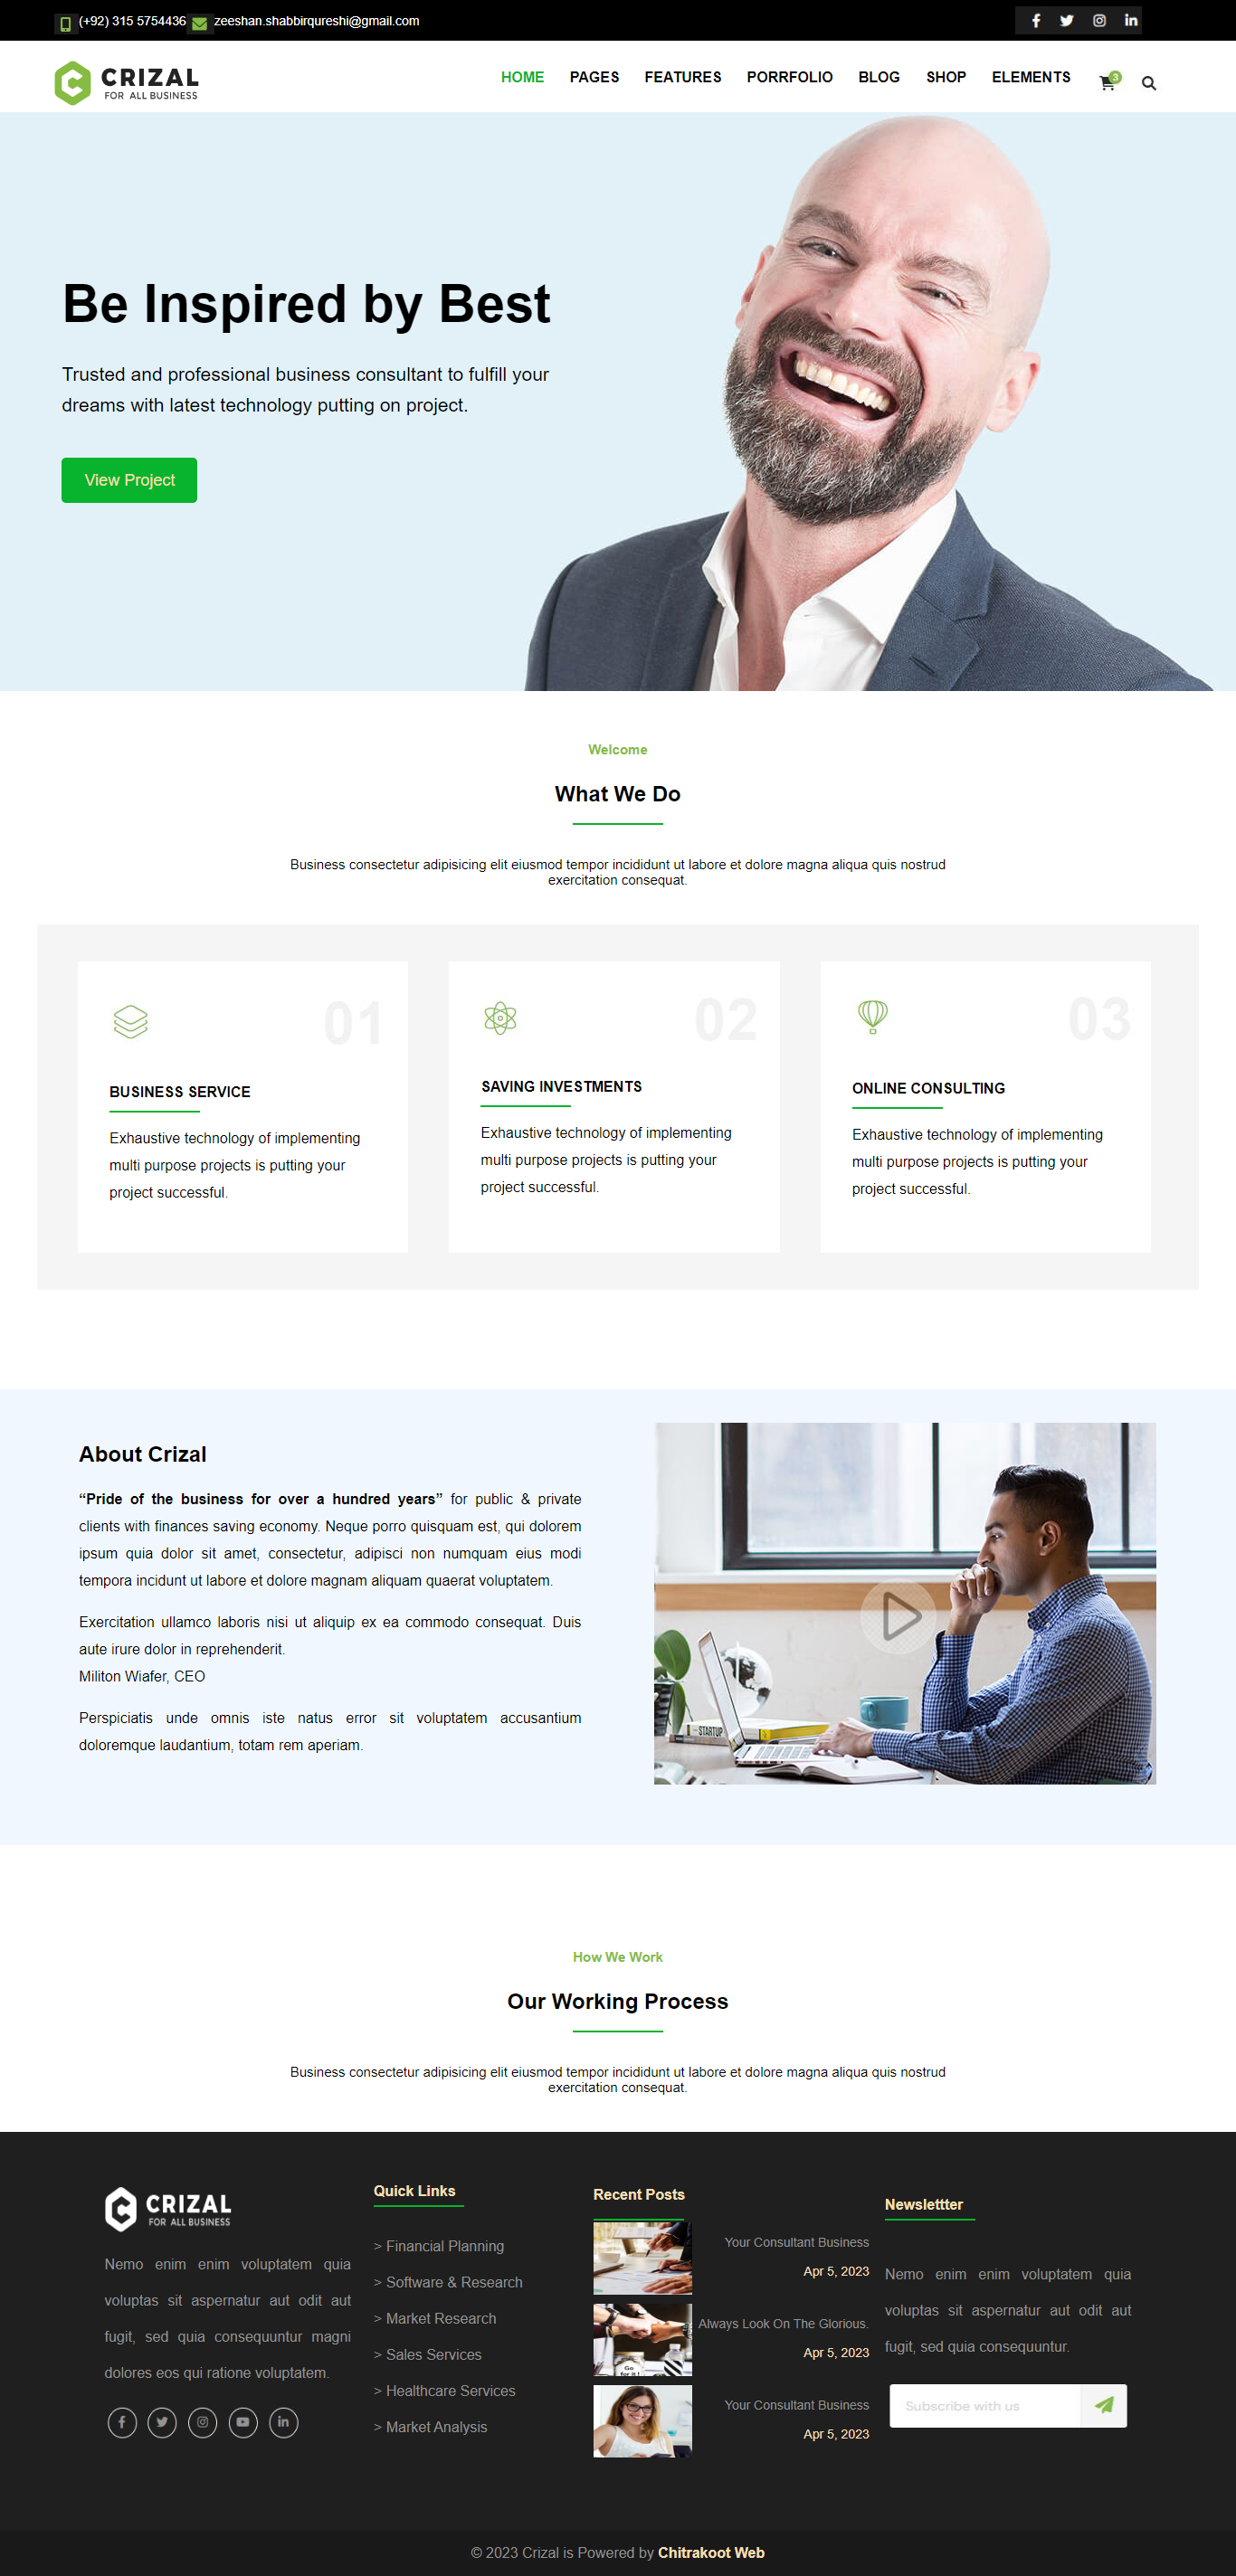 (+92) 315 5754436 zeeshan.shabbirqureshi@gmail.com
CRIZAL
FOR ALL BUSINESS
HOME PAGES FEATURES PORRFOLIO BLOG SHOP ELEMENTS 3
Be Inspired by Best
Trusted and professional business consultant to fulfill your
dreams with latest technology putting on project.
View Project
Welcome
What We Do
Business consectetur adipisicing elit eiusmod tempor incididunt ut labore et dolore magna aliqua quis nostrud
exercitation consequat.
01
BUSINESS SERVICE
Exhaustive technology of implementing
multi purpose projects is putting your
project successful.
02
SAVING INVESTMENTS
Exhaustive technology of implementing
multi purpose projects is putting your
project successful.
03
ONLINE CONSULTING
Exhaustive technology of implementing
multi purpose projects is putting your
project successful.
About Crizal
“Pride of the business for over a hundred years” for public & private
clients with finances saving economy. Neque porro quisquam est, qui dolorem
ipsum quia dolor sit amet, consectetur, adipisci non numquam eius modi
tempora incidunt ut labore et dolore magnam aliquam quaerat voluptatem.
Exercitation ullamco laboris nisi ut aliquip ex ea commodo consequat. Duis
aute irure dolor in reprehenderit.
Militon Wiafer, CEO
Perspiciatis unde omnis iste natus error sit voluptatem accusantium
doloremque laudantium, totam rem aperiam.
STARTUP
How We Work
Our Working Process
Business consectetur adipisicing elit eiusmod tempor incididunt ut labore et dolore magna aliqua quis nostrud
exercitation consequat.
CRIZAL
FOR ALL BUSINESS
Nemo enim enim voluptatem quia
voluptas sit aspernatur aut odit aut
fugit, sed quia consequuntur magni
dolores eos qui ratione voluptatem.
Quick Links
> Financial Planning
> Software & Research
> Market Research
> Sales Services
> Healthcare Services
> Market Analysis
Recent Posts
Your Consultant Business
Apr 5, 2023
Always Look On The Glorious.
Apr 5, 2023
Go
for it!
Your Consultant Business
Apr 5, 2023
Newslettter
Nemo enim enim voluptatem quia
voluptas sit aspernatur aut odit aut
fugit, sed quia consequuntur.
Subscribe with us
© 2023 Crizal is Powered by Chitrakoot Web